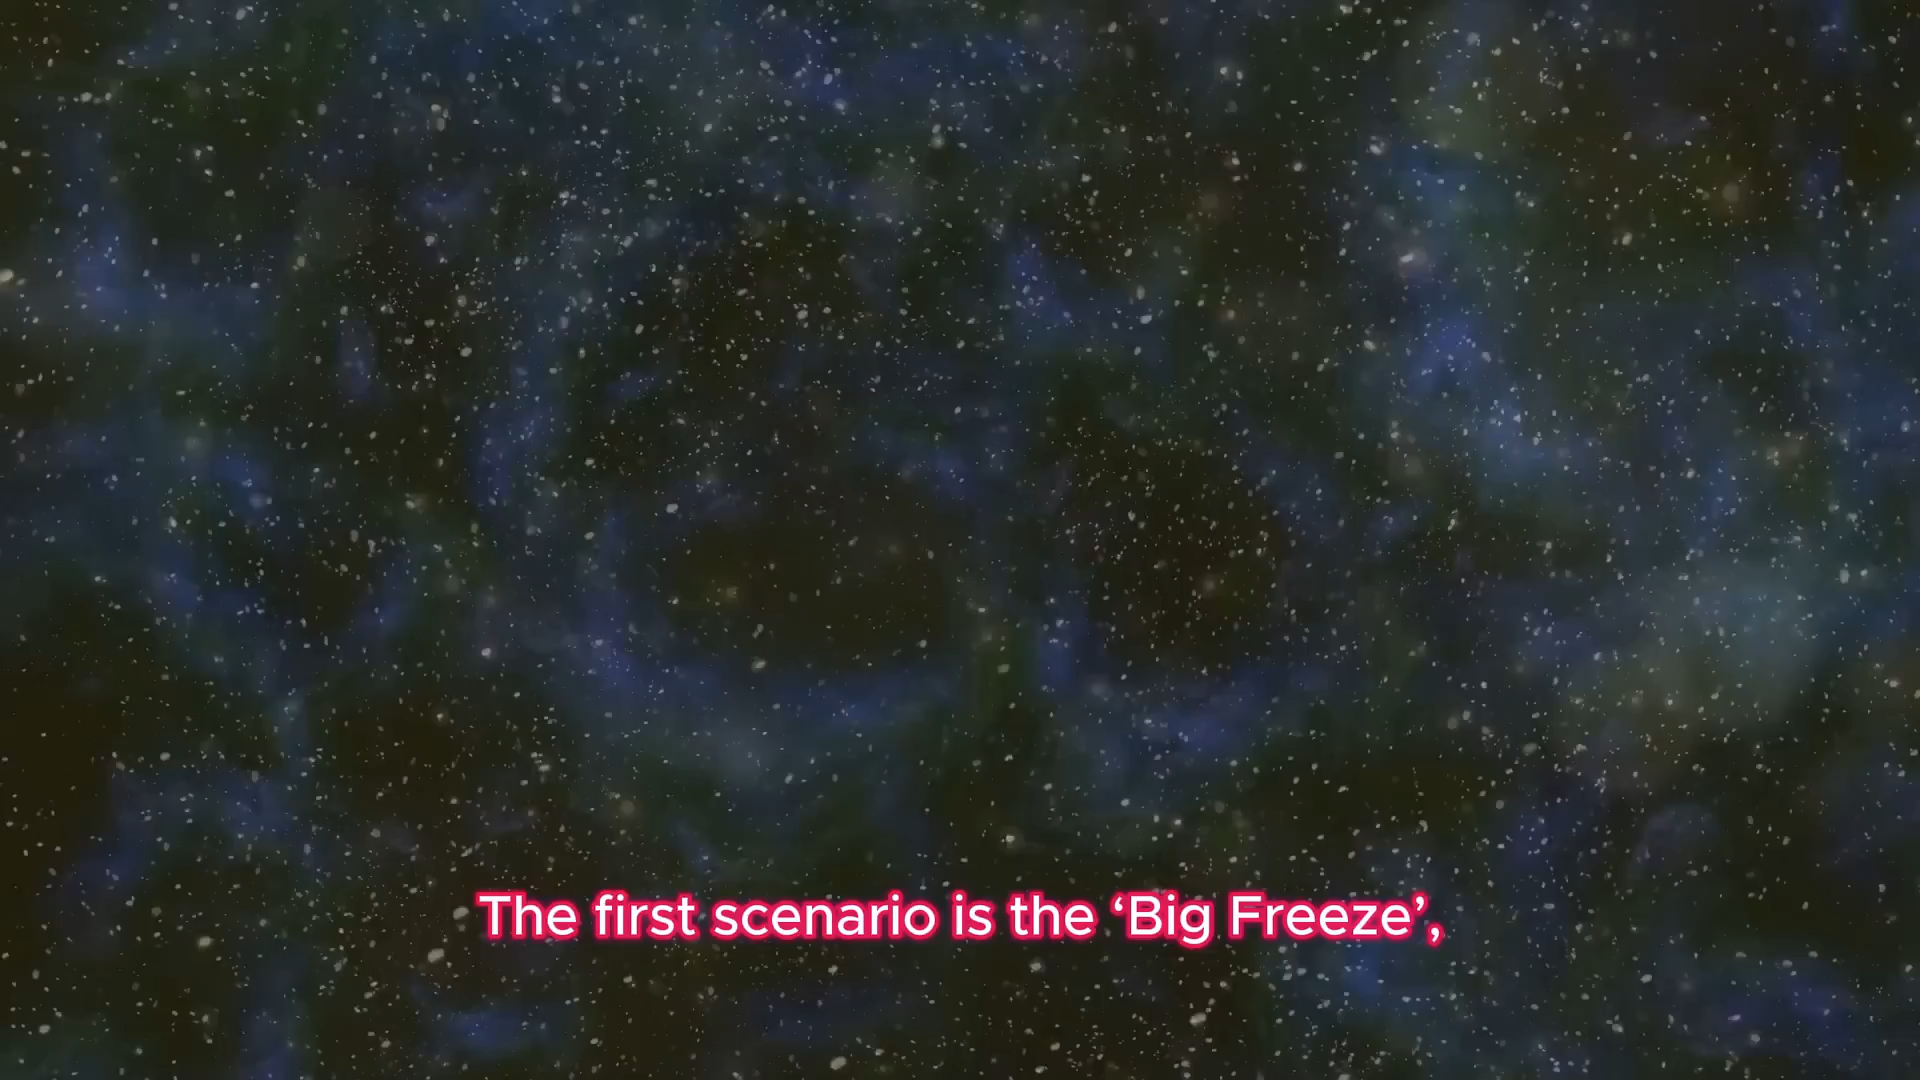 The first scenario is the ‘Big Freeze’,